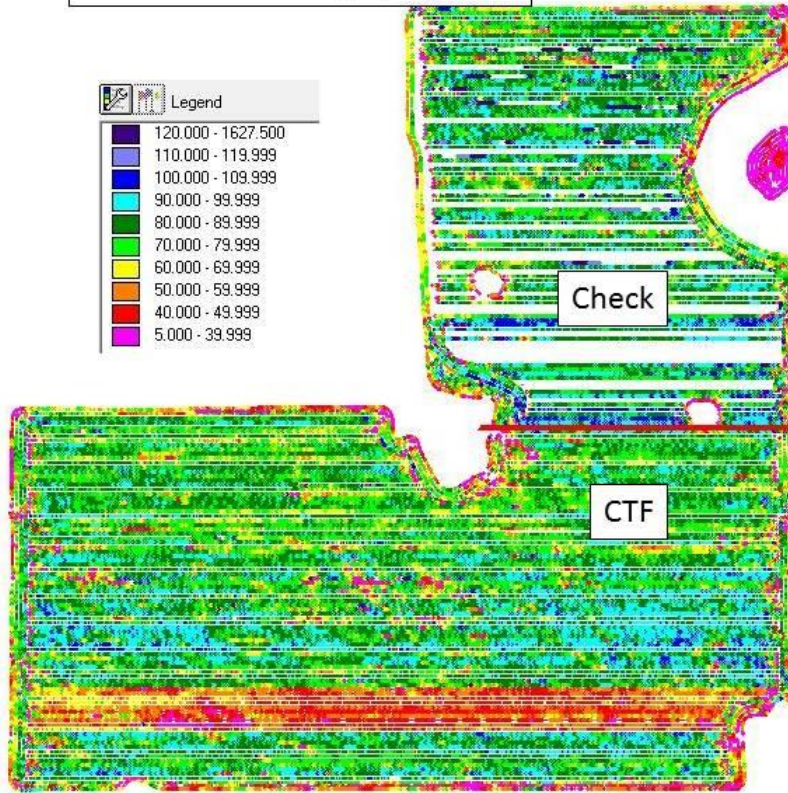 Legend
120.000 - 1627.500
110.000 - 119.999
100.000 - 109.999
90.000 - 99.999
80.000 - 89.999
70.000 - 79.999
60.000 - 69.999
50.000 - 59.999
40.000 - 49.999
5.000 - 39.999
Check
CTF